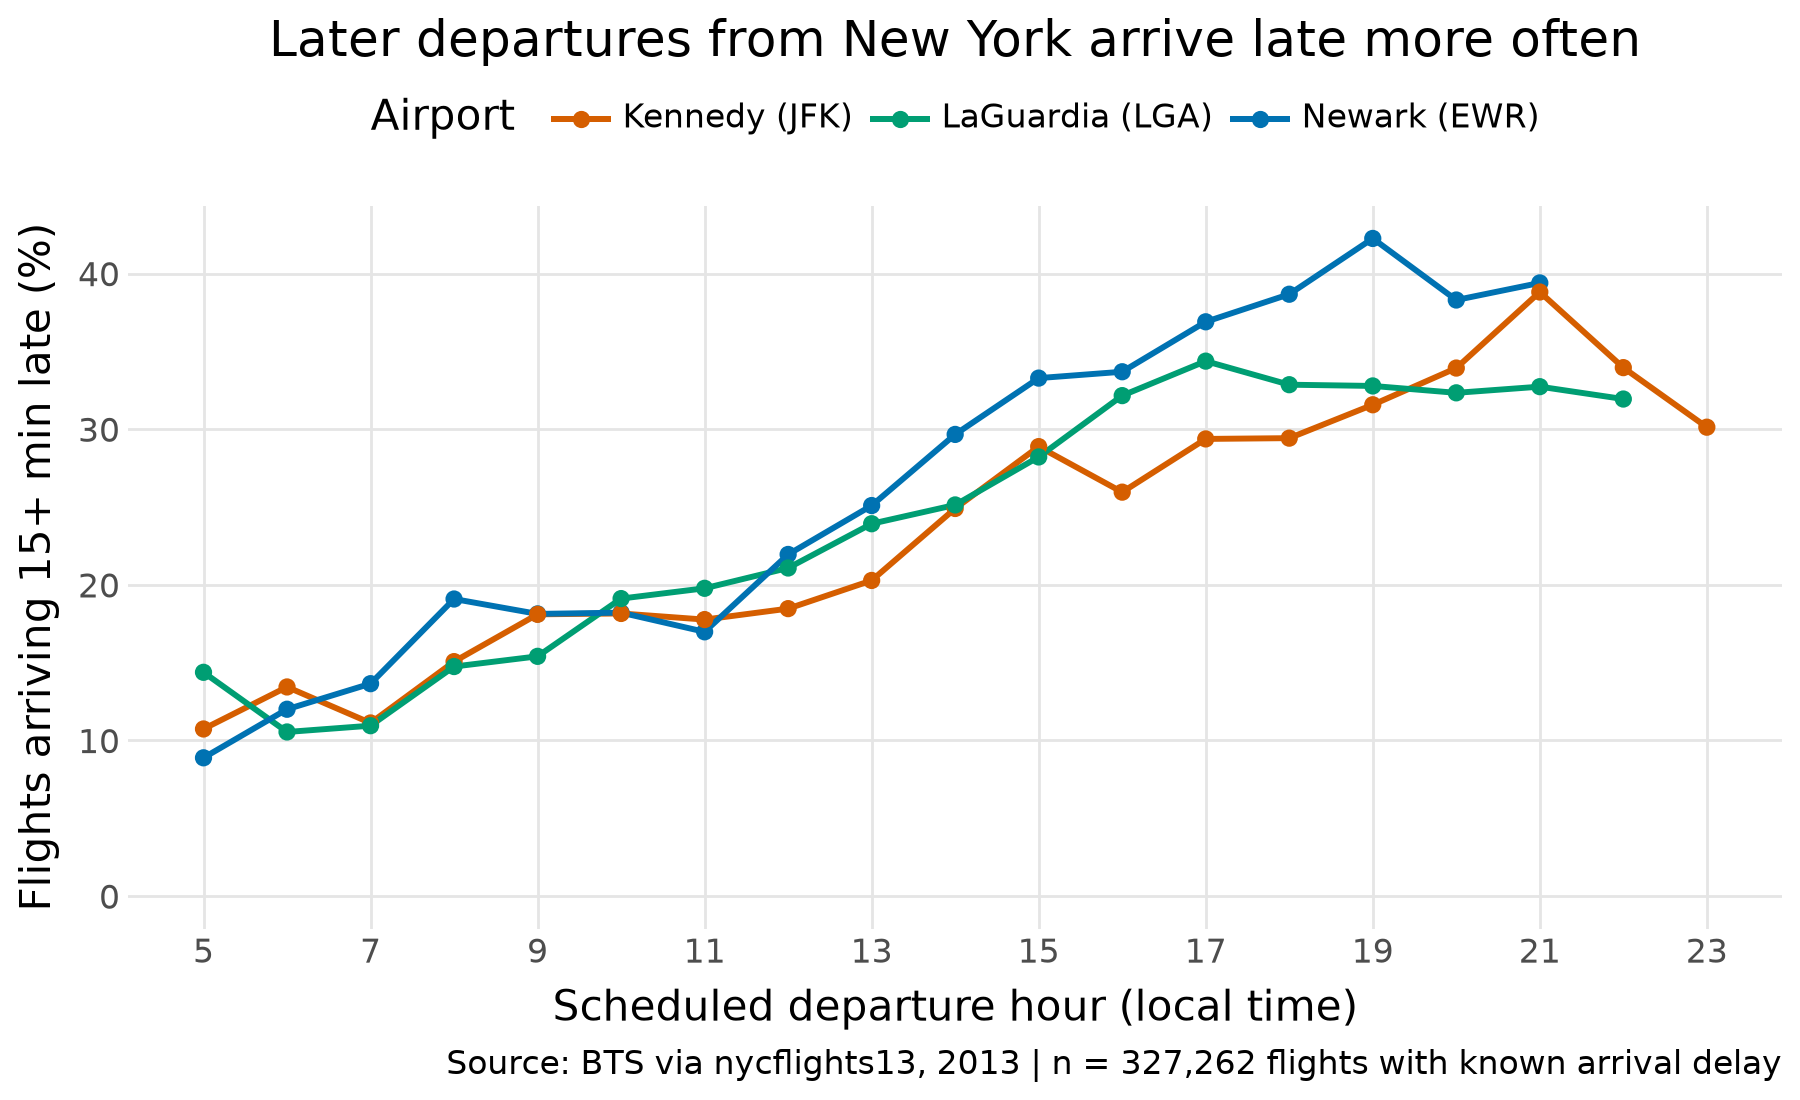 Later departures from New York arrive late more often
Airport Kennedy (JFK) LaGuardia (LGA) Newark (EWR)
Flights arriving 15+ min late (%)
40
30
20
10
0
5 7 9 11 13 15 17 19 21 23
Scheduled departure hour (local time)
Source: BTS via nycflights13, 2013 | n = 327,262 flights with known arrival delay